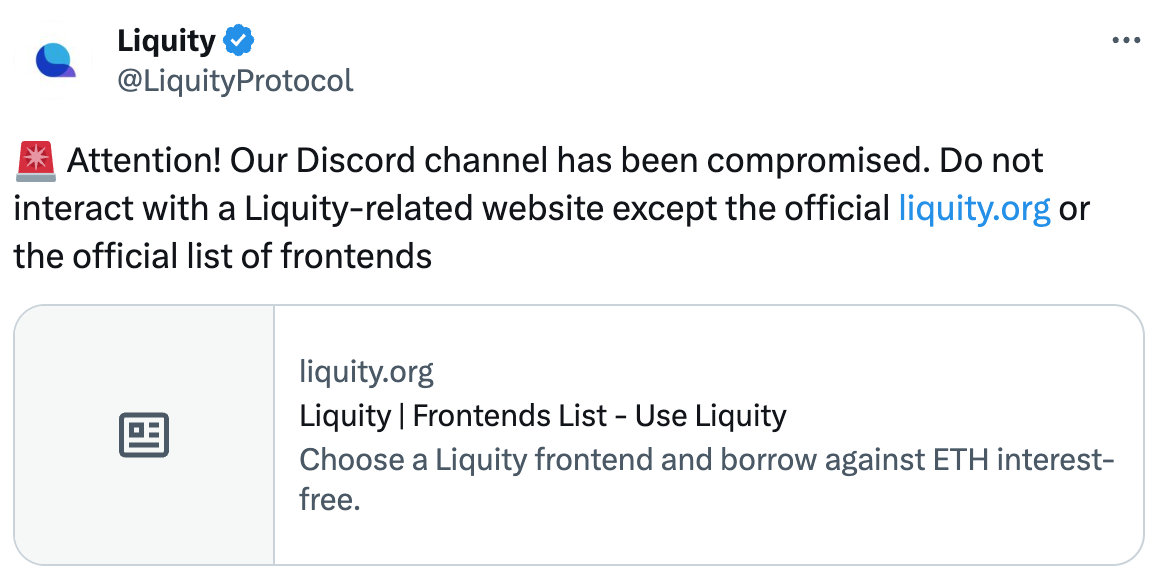 Liquity
@LiquityProtocol
🚨 Attention! Our Discord channel has been compromised. Do not
interact with a Liquity-related website except the official liquity.org or
the official list of frontends
liquity.org
Liquity | Frontends List - Use Liquity
Choose a Liquity frontend and borrow against ETH interest-
free.